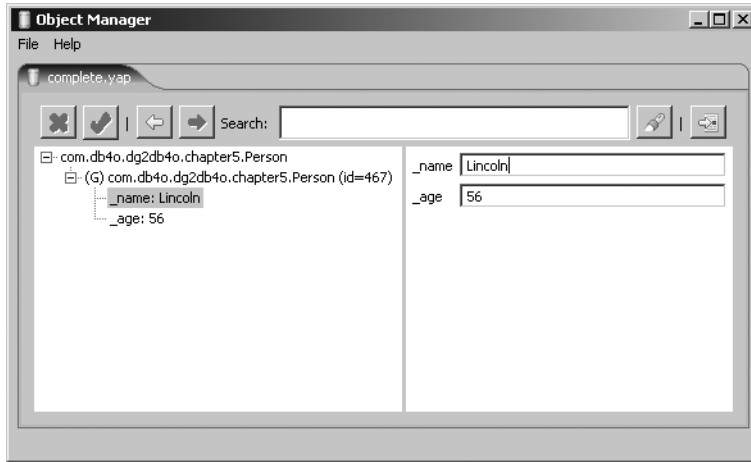 Object Manager
File Help
complete.yap
Search:
com.db4o.dg2db4o.chapter5.Person
(G) com.db4o.dg2db4o.chapter5.Person (id=467)
_name: Lincoln
_age: 56
_name Lincoln
_age 56